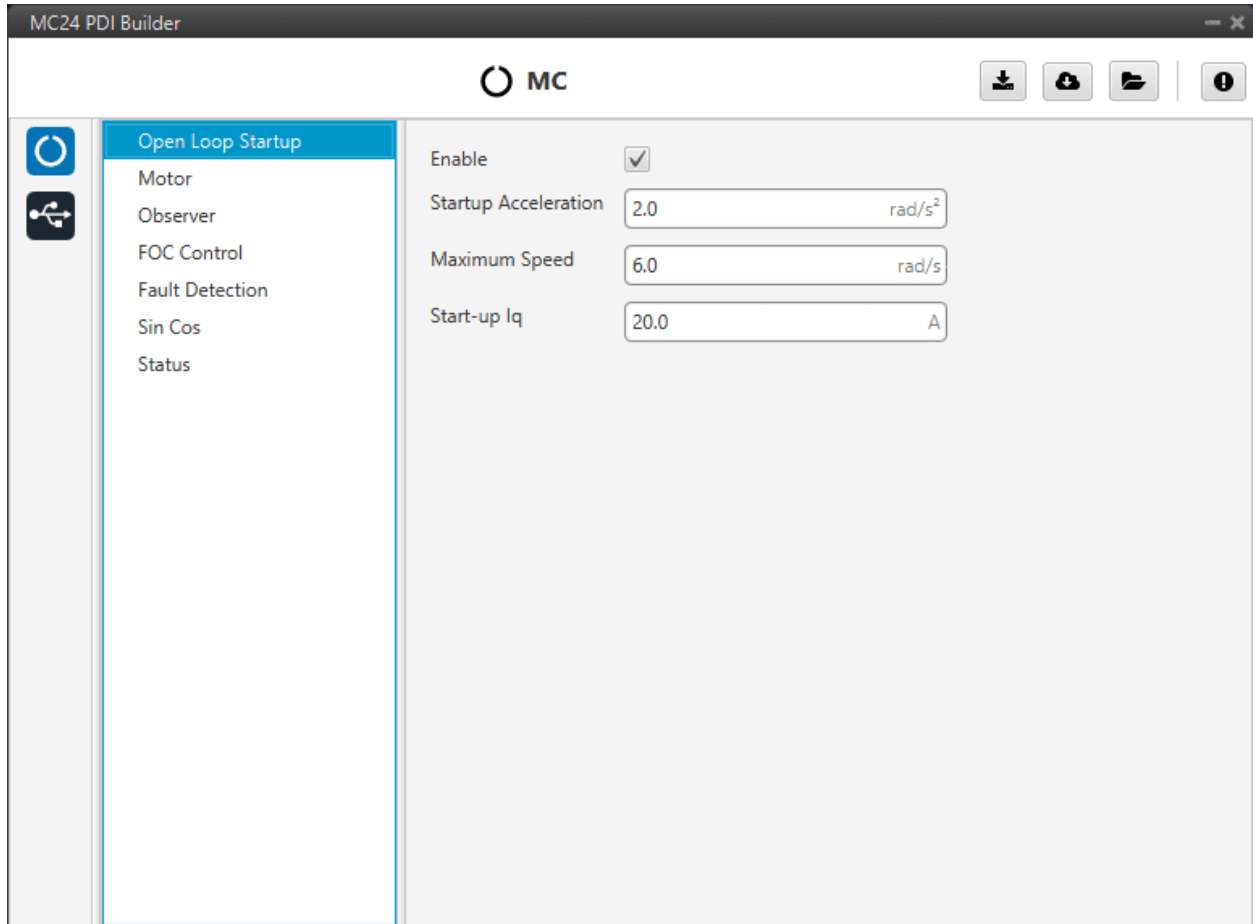 MC24 PDI Builder
MC
Open Loop Startup
Motor
Observer
FOC Control
Fault Detection
Sin Cos
Status
Enable
Startup Acceleration 2.0 rad/s²
Maximum Speed 6.0 rad/s
Start-up Iq 20.0 A